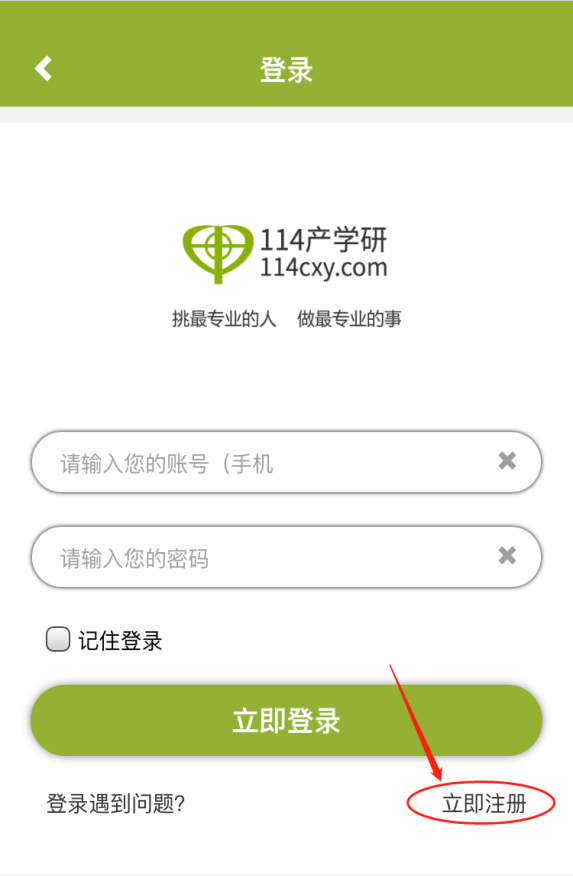 登录
114产学研
114cxy.com
挑最专业的人 做最专业的事
请输入您的账号（手机
请输入您的密码
记住登录
立即登录
登录遇到问题? 立即注册